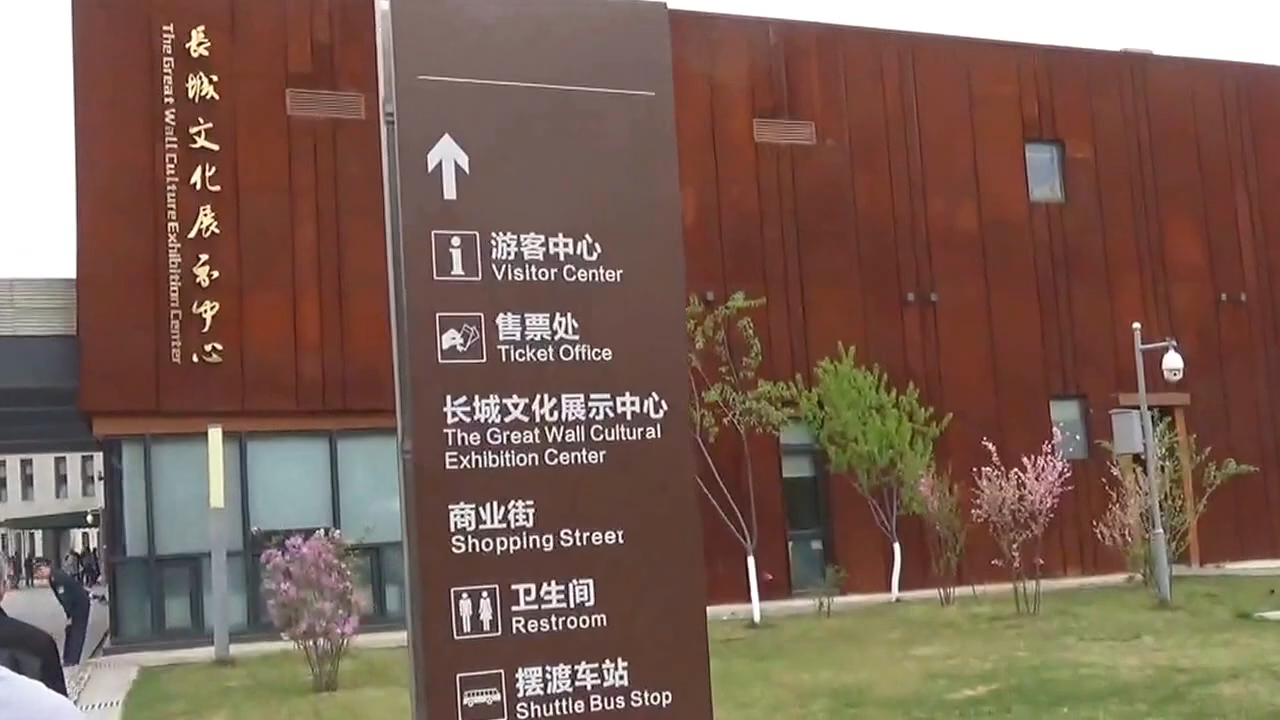 長城文化展示中心
The Great Wall Culture Exhibition Center
游客中心
Visitor Center
售票处
Ticket Office
长城文化展示中心
The Great Wall Cultural
Exhibition Center
商业街
Shopping Street
卫生间
Restroom
摆渡车站
Shuttle Bus Stop